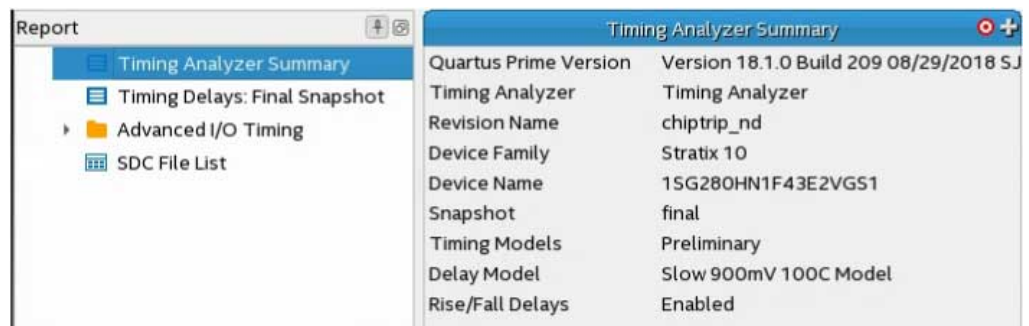 Report
Timing Analyzer Summary
Timing Delays: Final Snapshot
Advanced I/O Timing
SDC File List
Timing Analyzer Summary
Quartus Prime Version Version 18.1.0 Build 209 08/29/2018 SJ
Timing Analyzer Timing Analyzer
Revision Name chiptrip_nd
Device Family Stratix 10
Device Name 1SG280HN1F43E2VGS1
Snapshot final
Timing Models Preliminary
Delay Model Slow 900mV 100C Model
Rise/Fall Delays Enabled